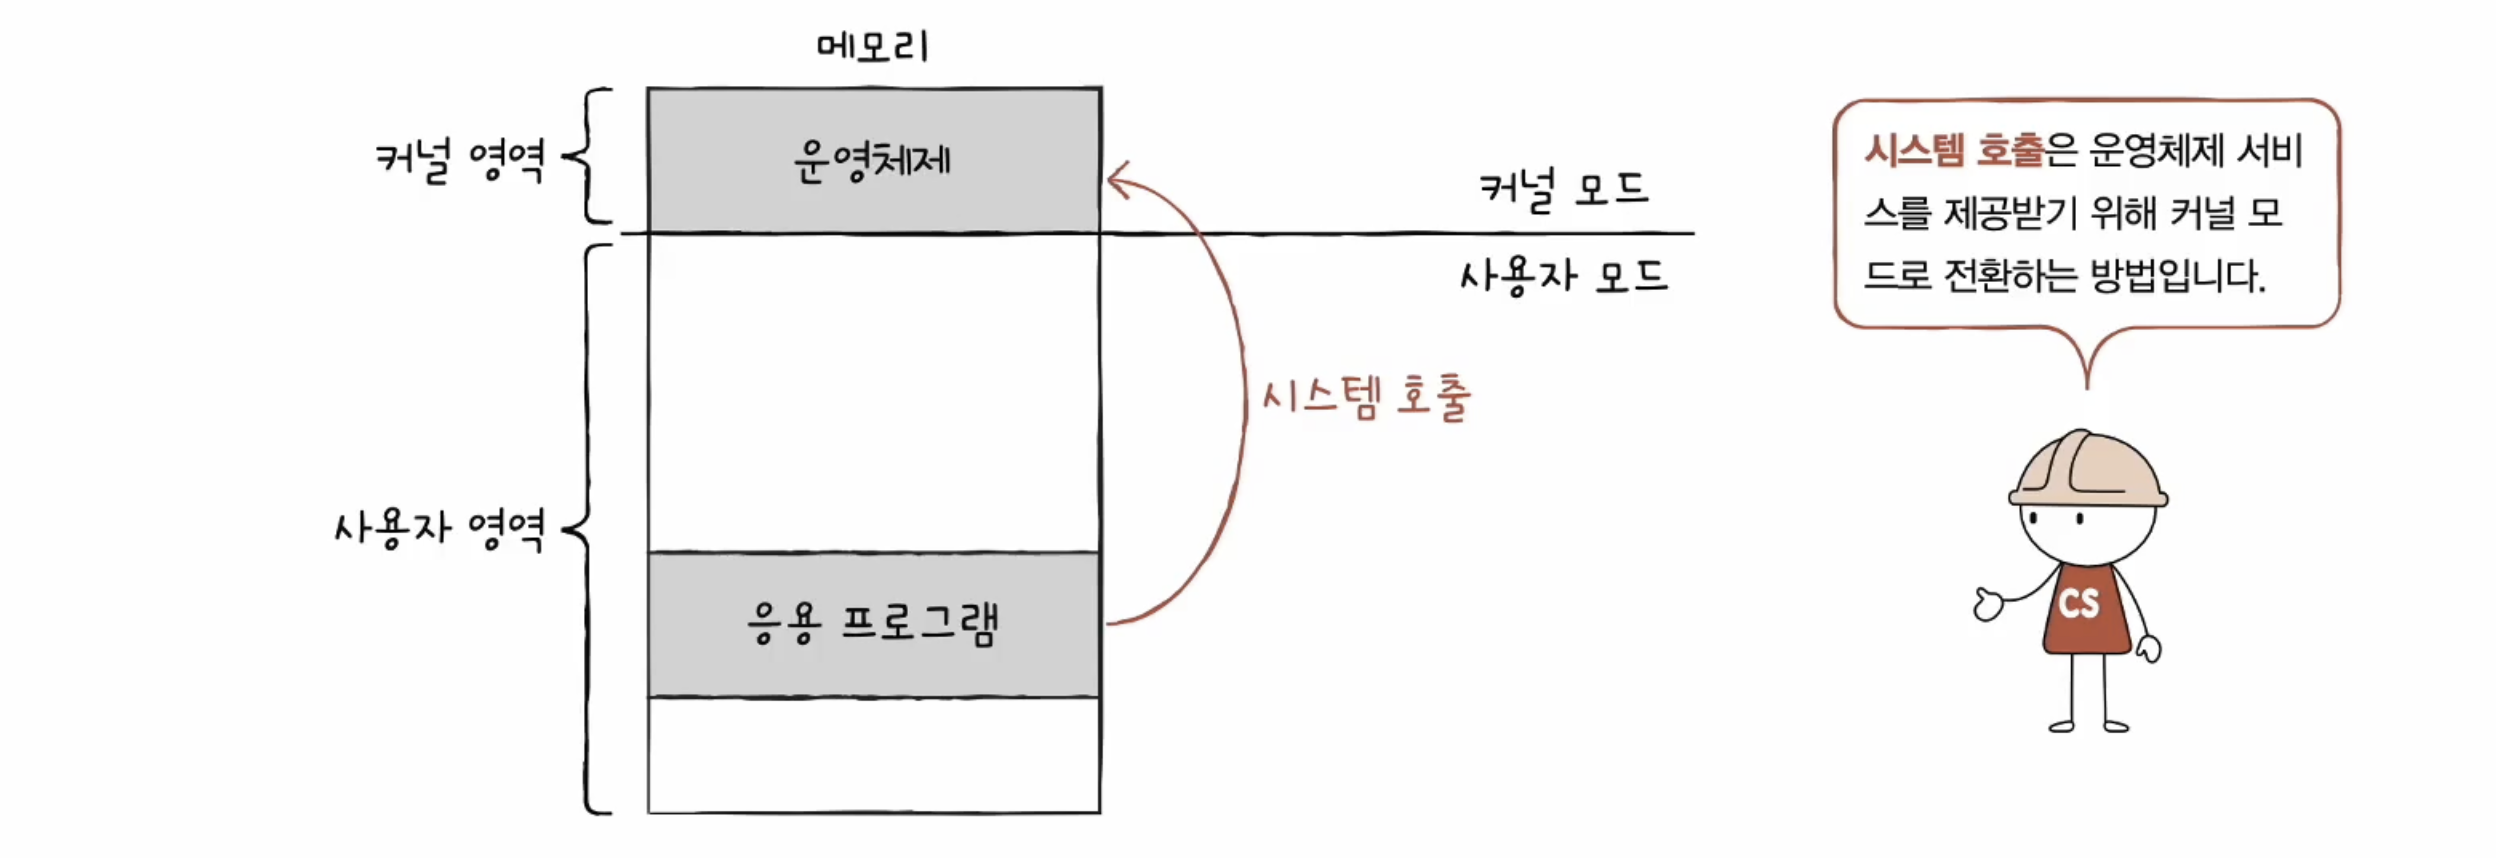 메모리
커널 영역
운영체제
커널 모드
사용자 모드
시스템 호출
사용자 영역
응용 프로그램
시스템 호출은 운영체제 서비
스를 제공받기 위해 커널 모
드로 전환하는 방법입니다.
CS